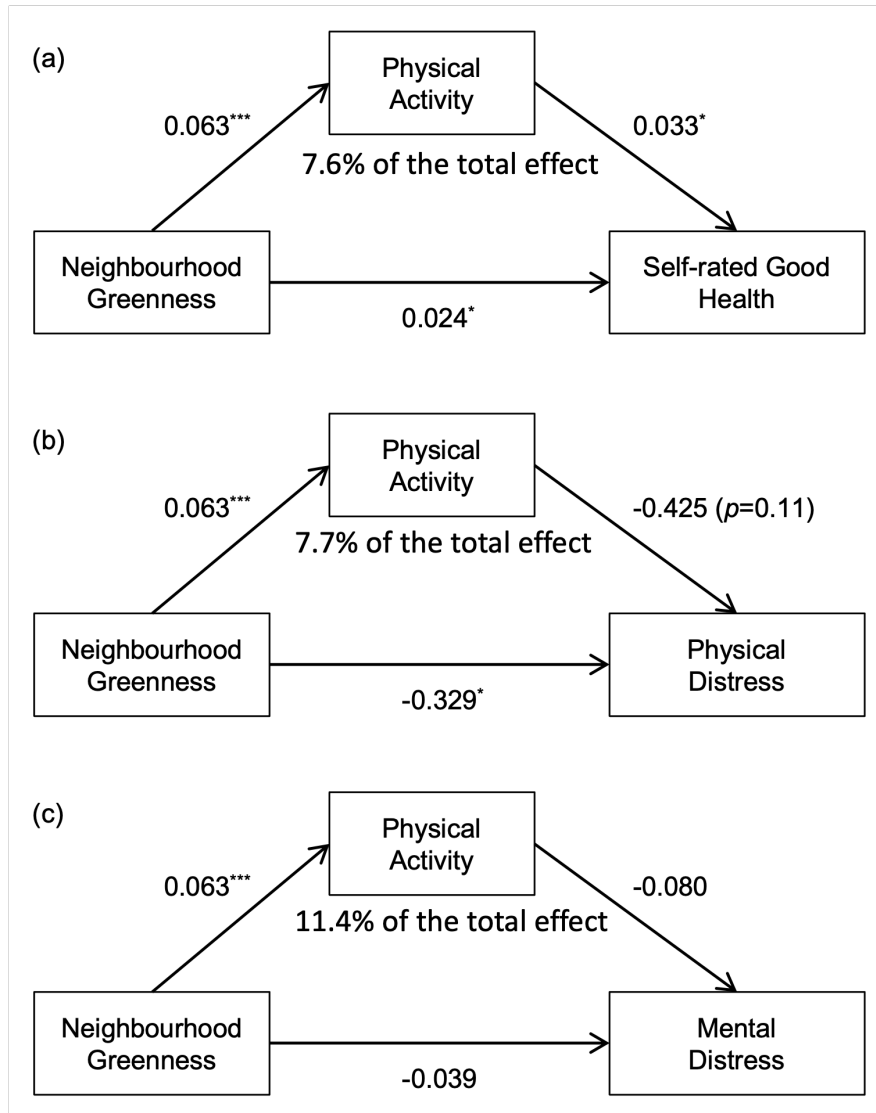 (a)
Physical
Activity
0.063***
0.033*
7.6% of the total effect
Neighbourhood
Greenness
Self-rated Good
Health
0.024*
(b)
Physical
Activity
0.063***
-0.425 (p=0.11)
7.7% of the total effect
Neighbourhood
Greenness
Physical
Distress
-0.329*
(c)
Physical
Activity
0.063***
-0.080
11.4% of the total effect
Neighbourhood
Greenness
Mental
Distress
-0.039